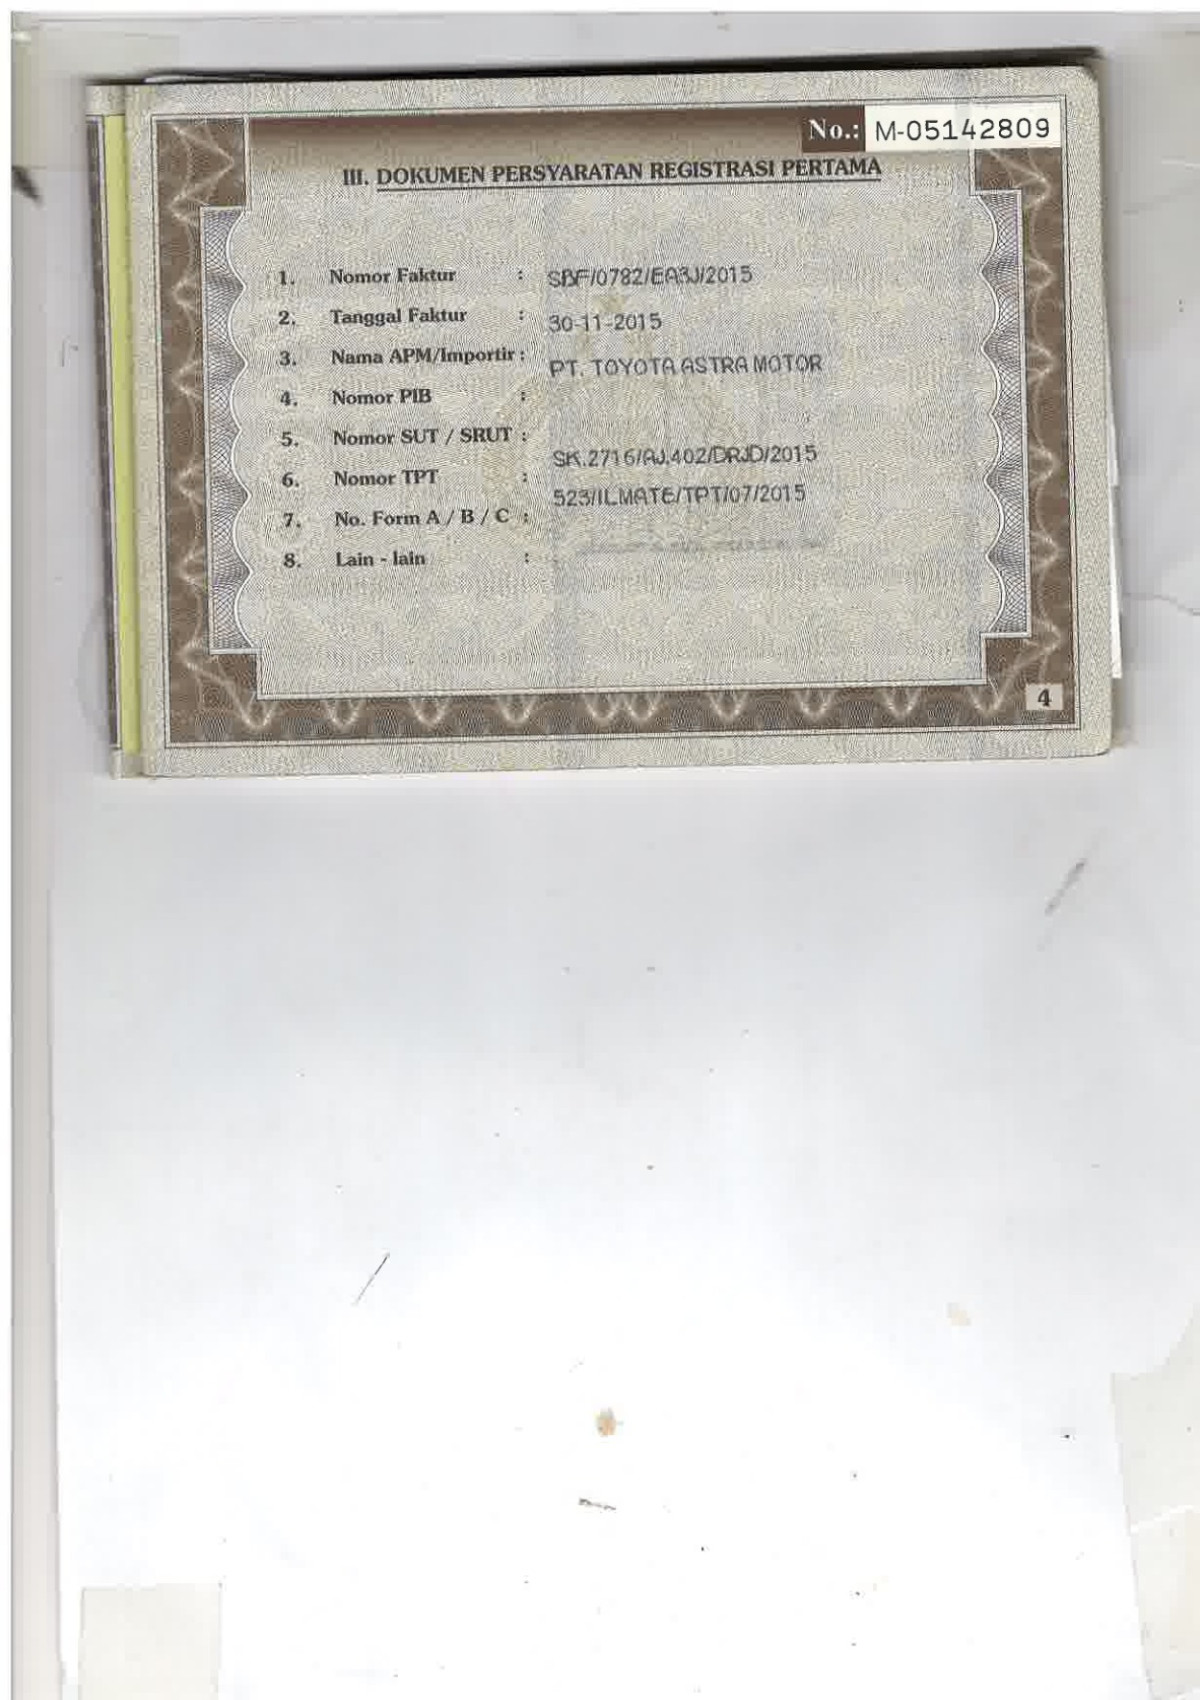 No.: M-05142809
III. DOKUMEN PERSYARATAN REGISTRASI PERTAMA
1. Nomor Faktur : SBF/0782/EA3J/2015
2. Tanggal Faktur : 30-11-2015
3. Nama APM/Importir : PT. TOYOTA ASTRA MOTOR
4. Nomor PIB :
5. Nomor SUT / SRUT : SK.2716/AJ.402/DRJD/2015
6. Nomor TPT : 523/ILMATE/TPT/07/2015
7. No. Form A / B / C :
8. Lain - lain :
4